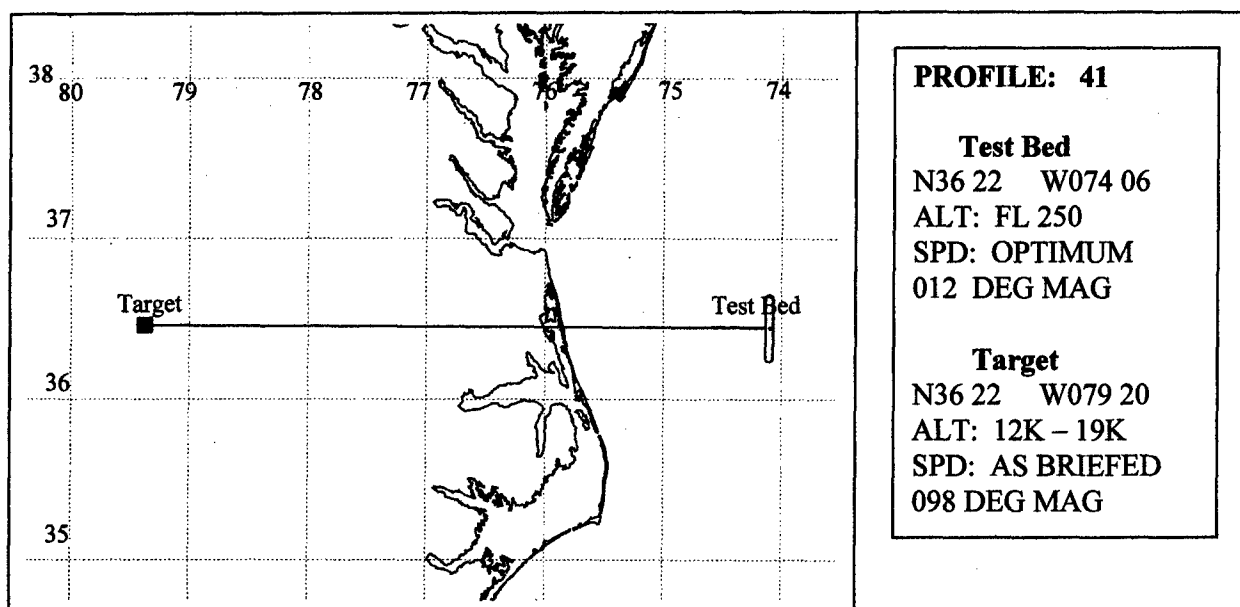 38
80 79 78 77 76 75 74
37
Target Test Bed
36
35
PROFILE: 41
Test Bed
N36 22 W074 06
ALT: FL 250
SPD: OPTIMUM
012 DEG MAG
Target
N36 22 W079 20
ALT: 12K – 19K
SPD: AS BRIEFED
098 DEG MAG